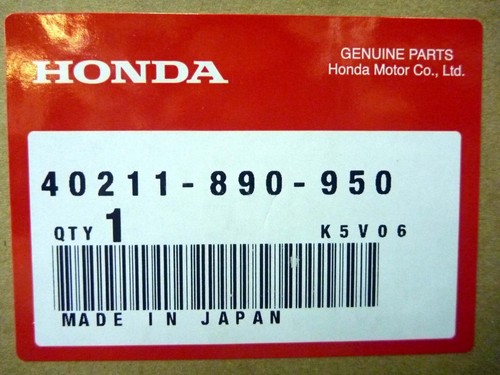 HONDA
GENUINE PARTS
Honda Motor Co., Ltd.
40211-890-950
QTY 1 K5V06
MADE IN JAPAN